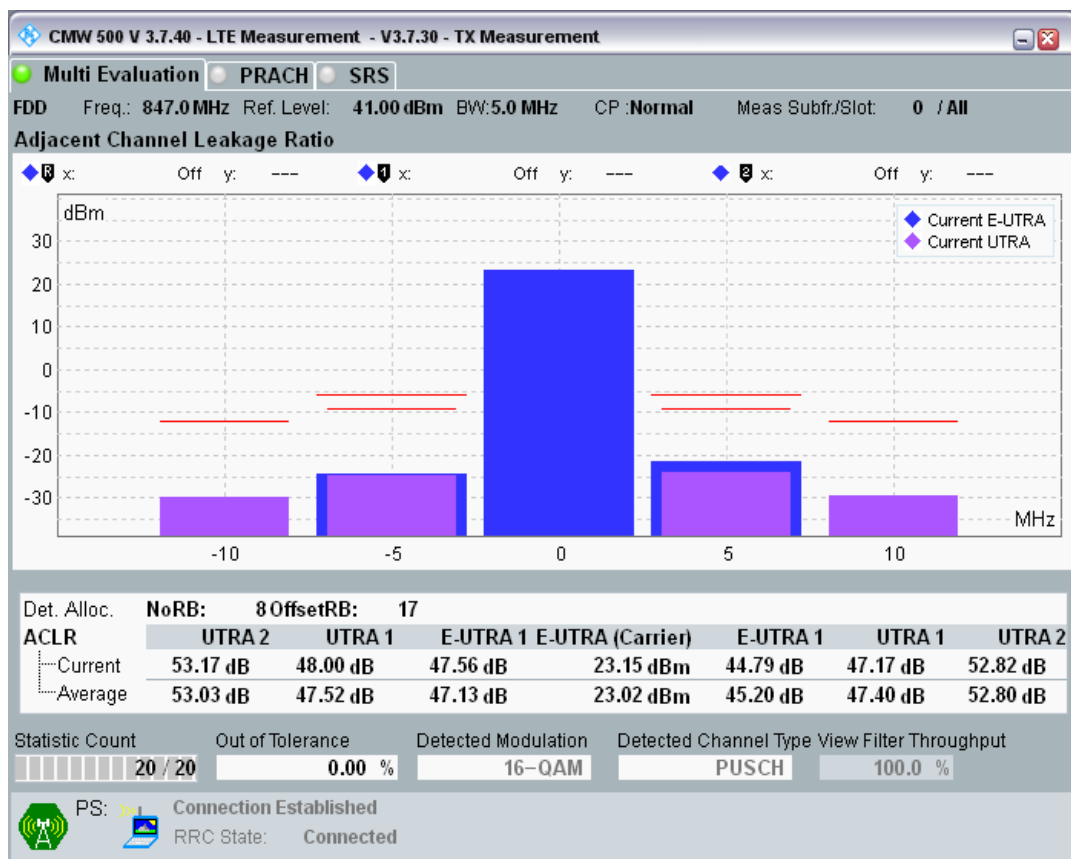 CMW 500 V 3.7.40 - LTE Measurement - V3.7.30 - TX Measurement
Multi Evaluation PRACH SRS
FDD Freq.: 847.0 MHz Ref. Level: 41.00 dBm BW:5.0 MHz CP :Normal Meas Subfr./Slot: 0 / All
Adjacent Channel Leakage Ratio
R x: Off y: --- 1 x: Off y: --- 2 x: Off y: ---
dBm
Current E-UTRA
Current UTRA
30
20
10
0
-10
-20
-30
MHz
-10 -5 0 5 10
Det. Alloc. NoRB: 8 OffsetRB: 17
ACLR UTRA 2 UTRA 1 E-UTRA 1 E-UTRA (Carrier) E-UTRA 1 UTRA 1 UTRA 2
Current 53.17 dB 48.00 dB 47.56 dB 23.15 dBm 44.79 dB 47.17 dB 52.82 dB
Average 53.03 dB 47.52 dB 47.13 dB 23.02 dBm 45.20 dB 47.40 dB 52.80 dB
Statistic Count Out of Tolerance Detected Modulation Detected Channel Type View Filter Throughput
20 / 20 0.00 % 16-QAM PUSCH 100.0 %
PS: Connection Established
RRC State: Connected